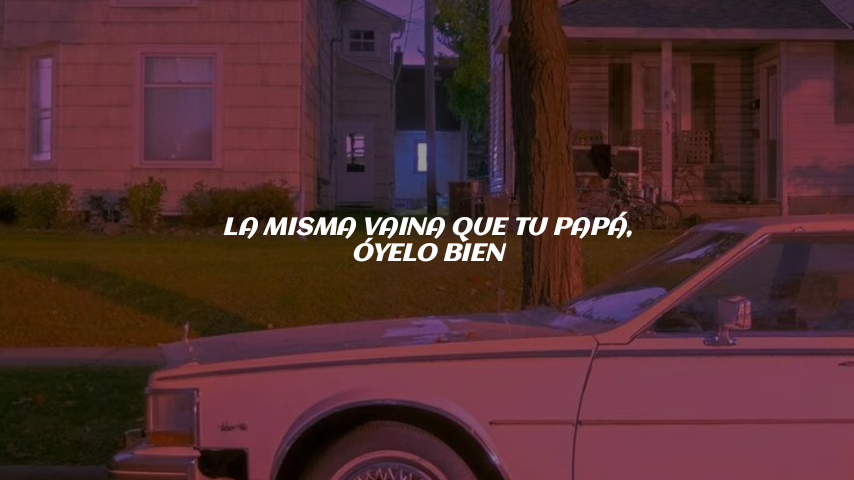 LA MISMA VAINA QUE TU PAPÁ,
ÓYELO BIEN